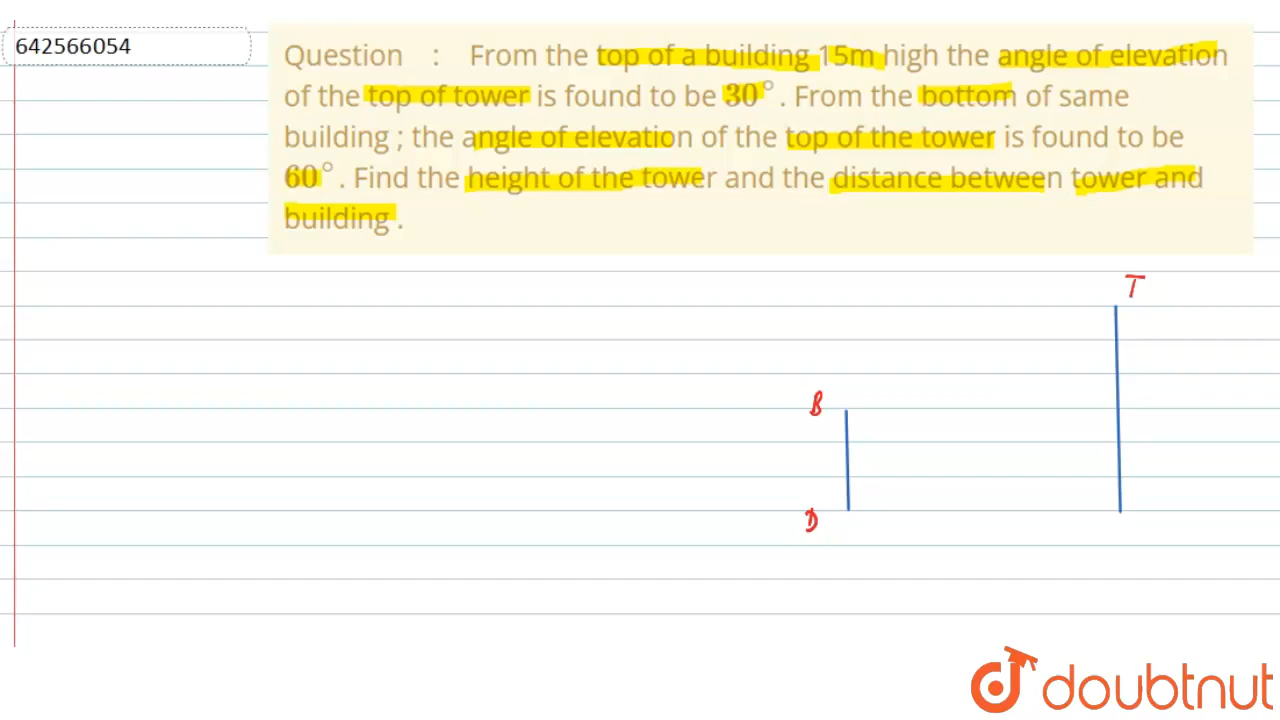 642566054
Question : From the top of a building 15m high the angle of elevation
of the top of tower is found to be 30°. From the bottom of same
building ; the angle of elevation of the top of the tower is found to be
60°. Find the height of the tower and the distance between tower and
building .
T
B
D
doubtnut